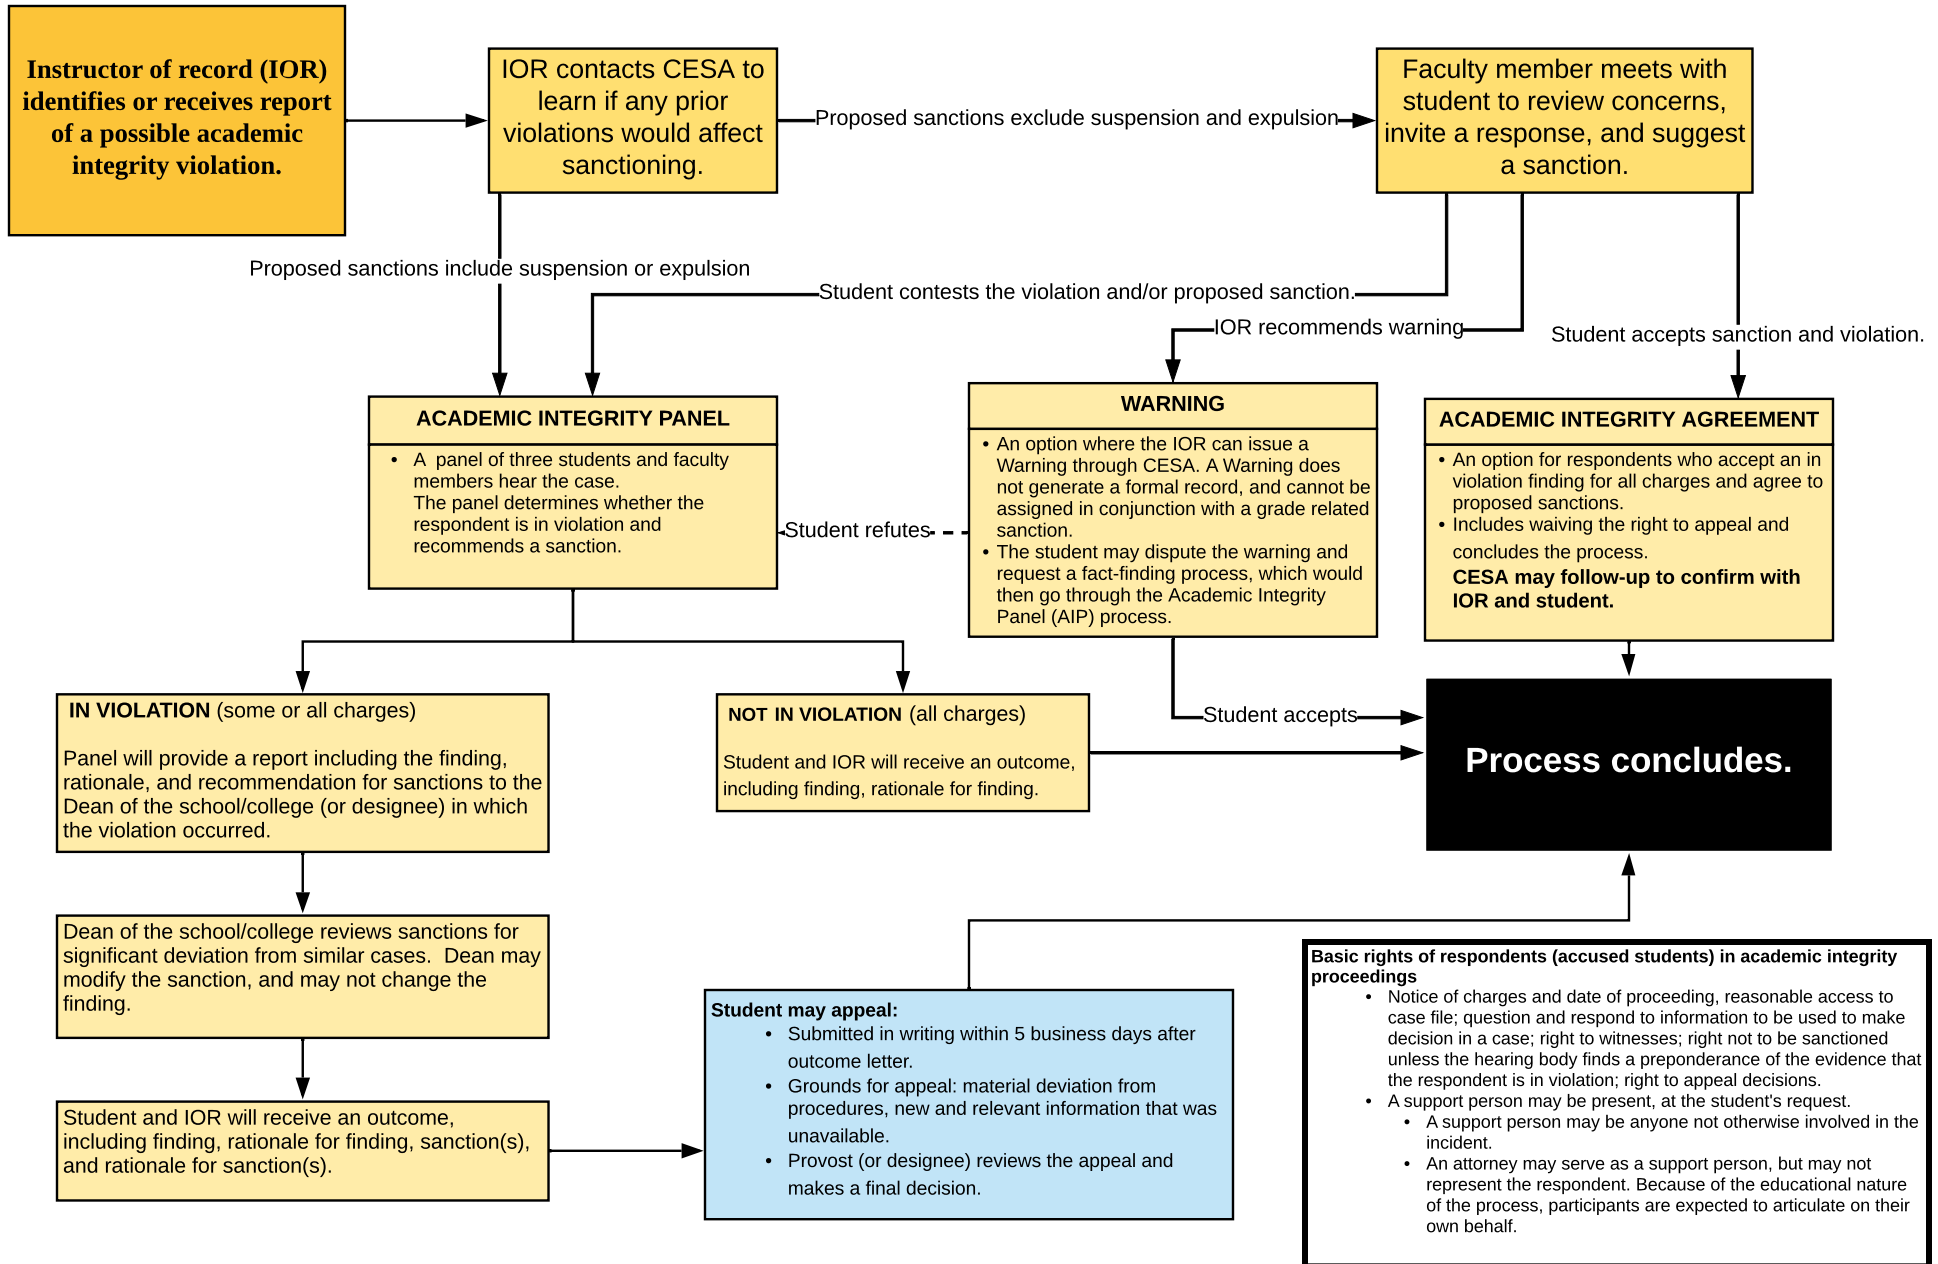 Instructor of record (IOR)
identifies or receives report
of a possible academic
integrity violation.
IOR contacts CESA to
learn if any prior
violations would affect
sanctioning.
Proposed sanctions exclude suspension and expulsion
Faculty member meets with
student to review concerns,
invite a response, and suggest
a sanction.
Proposed sanctions include suspension or expulsion
Student contests the violation and/or proposed sanction.
IOR recommends warning
Student accepts sanction and violation.
ACADEMIC INTEGRITY PANEL
• A  panel of three students and faculty
members hear the case.
The panel determines whether the
respondent is in violation and
recommends a sanction.
Student refutes
WARNING
• An option where the IOR can issue a
Warning through CESA. A Warning does
not generate a formal record, and cannot be
assigned in conjunction with a grade related
sanction.
• The student may dispute the warning and
request a fact-finding process, which would
then go through the Academic Integrity
Panel (AIP) process.
ACADEMIC INTEGRITY AGREEMENT
• An option for respondents who accept an in
violation finding for all charges and agree to
proposed sanctions.
• Includes waiving the right to appeal and
concludes the process.
CESA may follow-up to confirm with
IOR and student.
IN VIOLATION (some or all charges)
Panel will provide a report including the finding,
rationale, and recommendation for sanctions to the
Dean of the school/college (or designee) in which
the violation occurred.
NOT IN VIOLATION (all charges)
Student and IOR will receive an outcome,
including finding, rationale for finding.
Student accepts
Process concludes.
Dean of the school/college reviews sanctions for
significant deviation from similar cases.  Dean may
modify the sanction, and may not change the
finding.
Student and IOR will receive an outcome,
including finding, rationale for finding, sanction(s),
and rationale for sanction(s).
Student may appeal:
• Submitted in writing within 5 business days after
outcome letter.
• Grounds for appeal: material deviation from
procedures, new and relevant information that was
unavailable.
• Provost (or designee) reviews the appeal and
makes a final decision.
Basic rights of respondents (accused students) in academic integrity
proceedings
• Notice of charges and date of proceeding, reasonable access to
case file; question and respond to information to be used to make
decision in a case; right to witnesses; right not to be sanctioned
unless the hearing body finds a preponderance of the evidence that
the respondent is in violation; right to appeal decisions.
• A support person may be present, at the student's request.
• A support person may be anyone not otherwise involved in the
incident.
• An attorney may serve as a support person, but may not
represent the respondent. Because of the educational nature
of the process, participants are expected to articulate on their
own behalf.